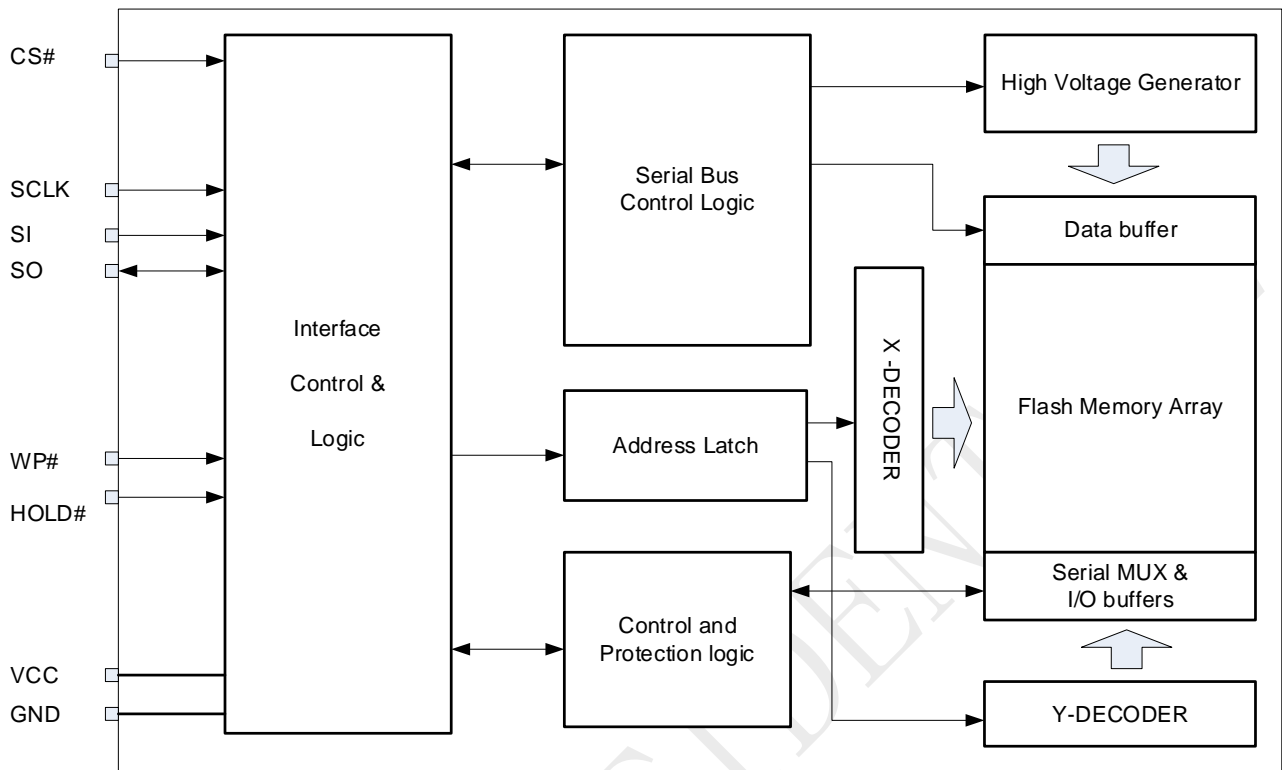 CS#
SCLK
SI
SO
WP#
HOLD#
VCC
GND
Interface
Control &
Logic
Serial Bus
Control Logic
Address Latch
Control and
Protection logic
X -DECODER
High Voltage Generator
Data buffer
Flash Memory Array
Serial MUX &
I/O buffers
Y-DECODER